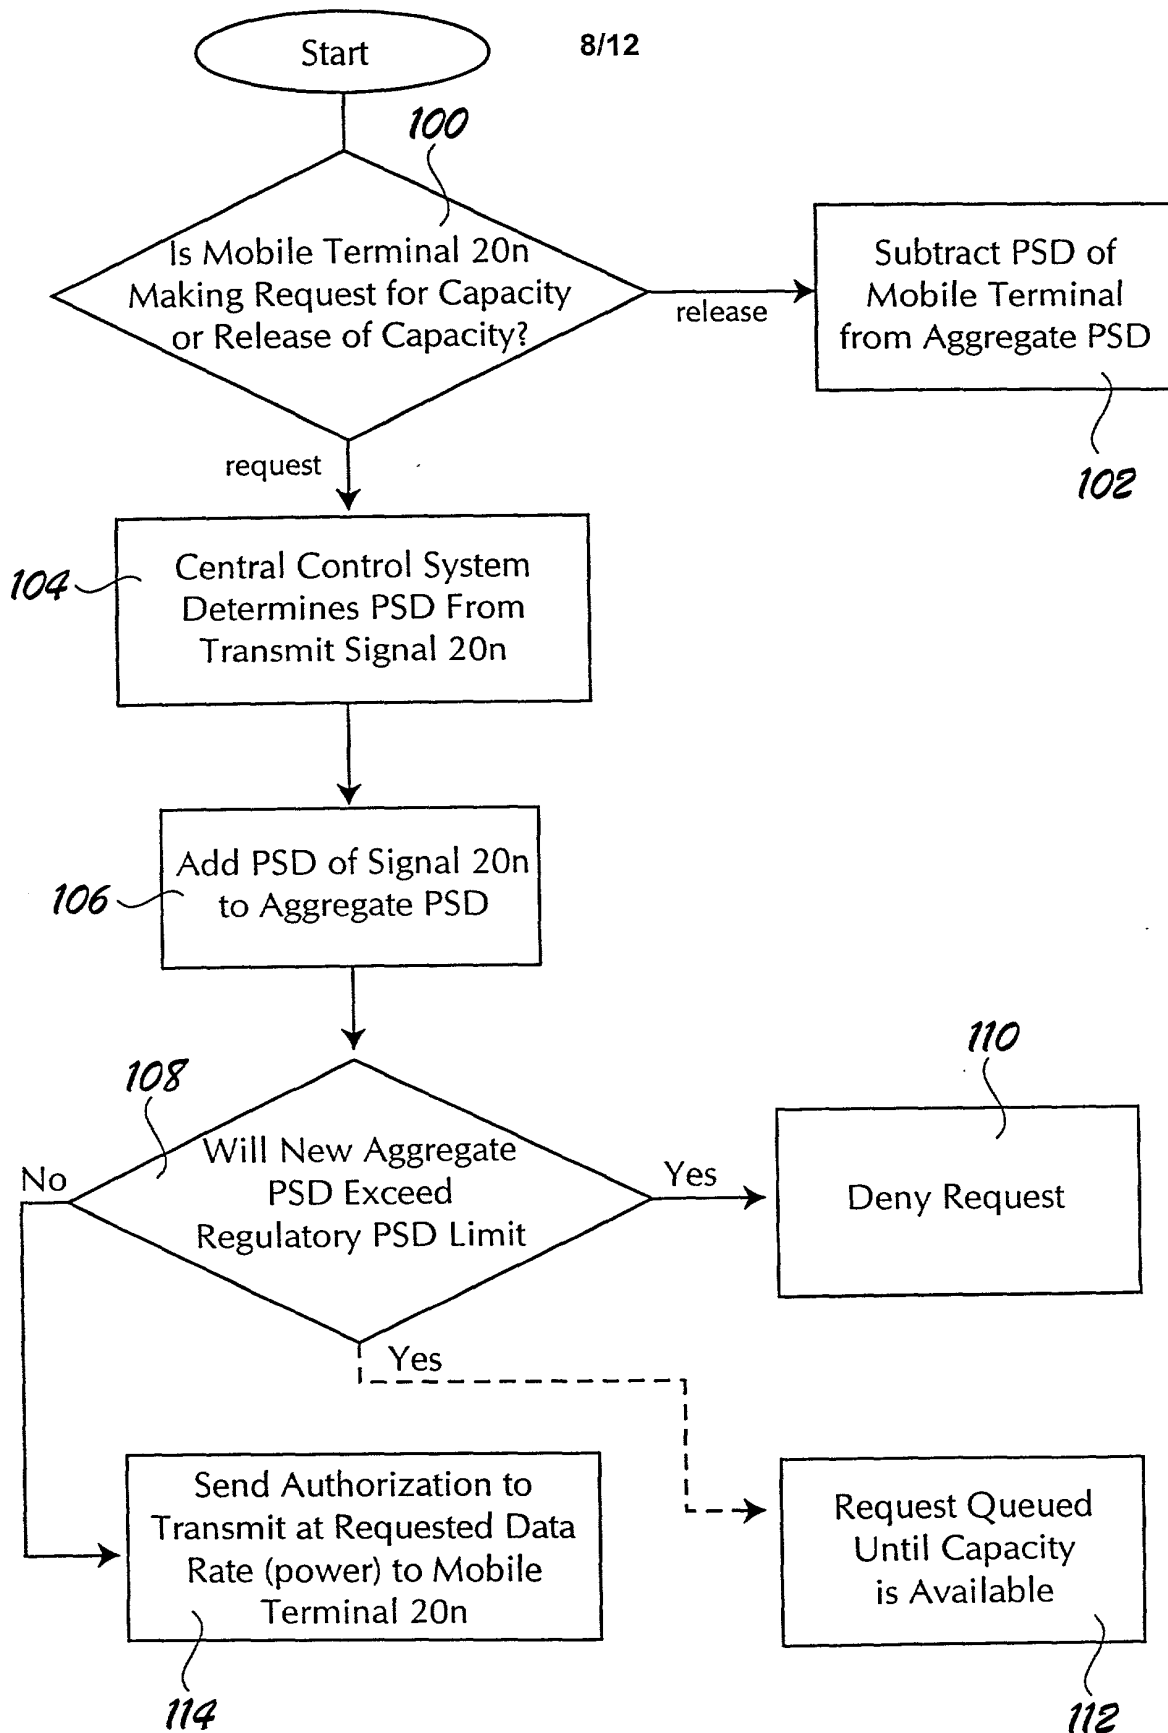 Start
8/12
100
Is Mobile Terminal 20n
Making Request for Capacity
or Release of Capacity?
release
Subtract PSD of
Mobile Terminal
from Aggregate PSD
102
request
104
Central Control System
Determines PSD From
Transmit Signal 20n
106
Add PSD of Signal 20n
to Aggregate PSD
108
Will New Aggregate
PSD Exceed
Regulatory PSD Limit
No
Yes
110
Deny Request
Yes
Send Authorization to
Transmit at Requested Data
Rate (power) to Mobile
Terminal 20n
114
Request Queued
Until Capacity
is Available
112